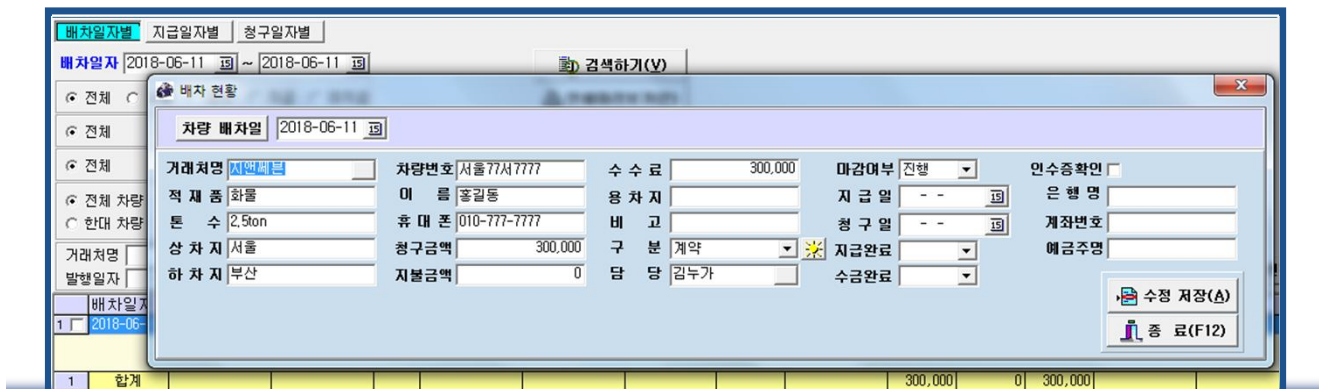 배차일자별 지급일자별 청구일자별
배차일자 2018-06-11 15 ~ 2018-06-11 15 검색하기(V)
전체
배차 현황
전체
차량 배차일 2018-06-11 15
전체
거래처명 지앤쎄븐 차량번호 서울77사7777 수 수 료 300,000 마감여부 진행 인수증확인
전체 차량
적 재 품 화물 이 름 홍길동 용 차 지 지 급 일 - - 15 은 행 명
한대 차량
톤 수 2,5ton 휴 대 폰 010-777-7777 비 고 청 구 일 - - 15 계좌번호
거래처명
상 차 지 서울 청구금액 300,000 구 분 계약 지급완료 예금주명
발행일자
하 차 지 부산 지불금액 0 담 당 김누가 수금완료
수정 저장(A)
배차일자
1 2018-06-
종 료(F12)
1 합계 300,000 0 300,000